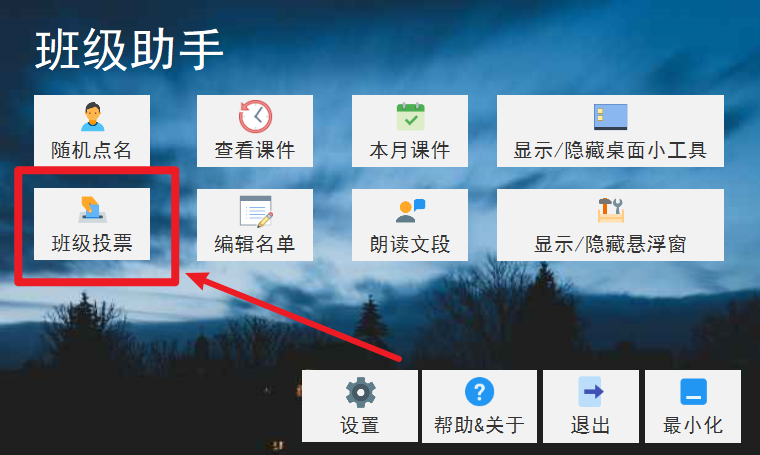 班级助手
随机点名
查看课件
本月课件
显示/隐藏桌面小工具
班级投票
编辑名单
朗读文段
显示/隐藏悬浮窗
设置
帮助&关于
退出
最小化